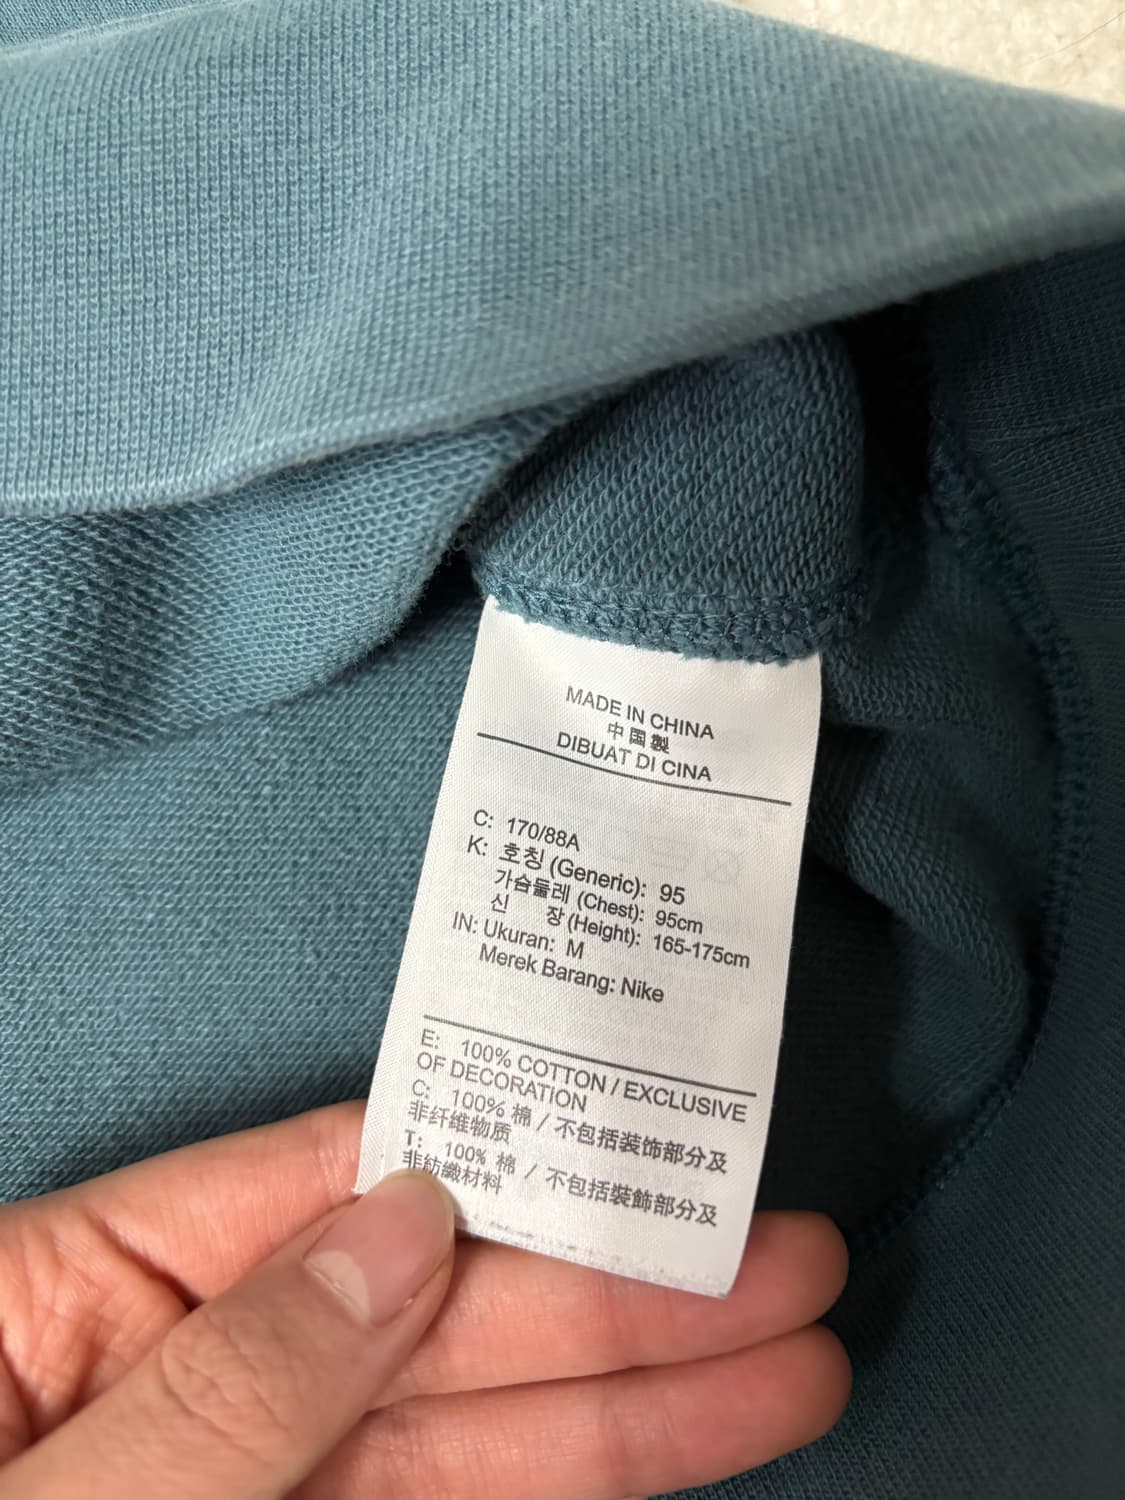 MADE IN CHINA
中国製
DIBUAT DI CINA
C: 170/88A
K: 호칭 (Generic): 95
가슴둘레 (Chest): 95cm
신 장 (Height): 165-175cm
IN: Ukuran: M
Merek Barang: Nike
E: 100% COTTON / EXCLUSIVE
OF DECORATION
C: 100% 棉 / 不包括装饰部分及
非纤维物质
T: 100% 棉 / 不包括裝飾部分及
非紡織材料